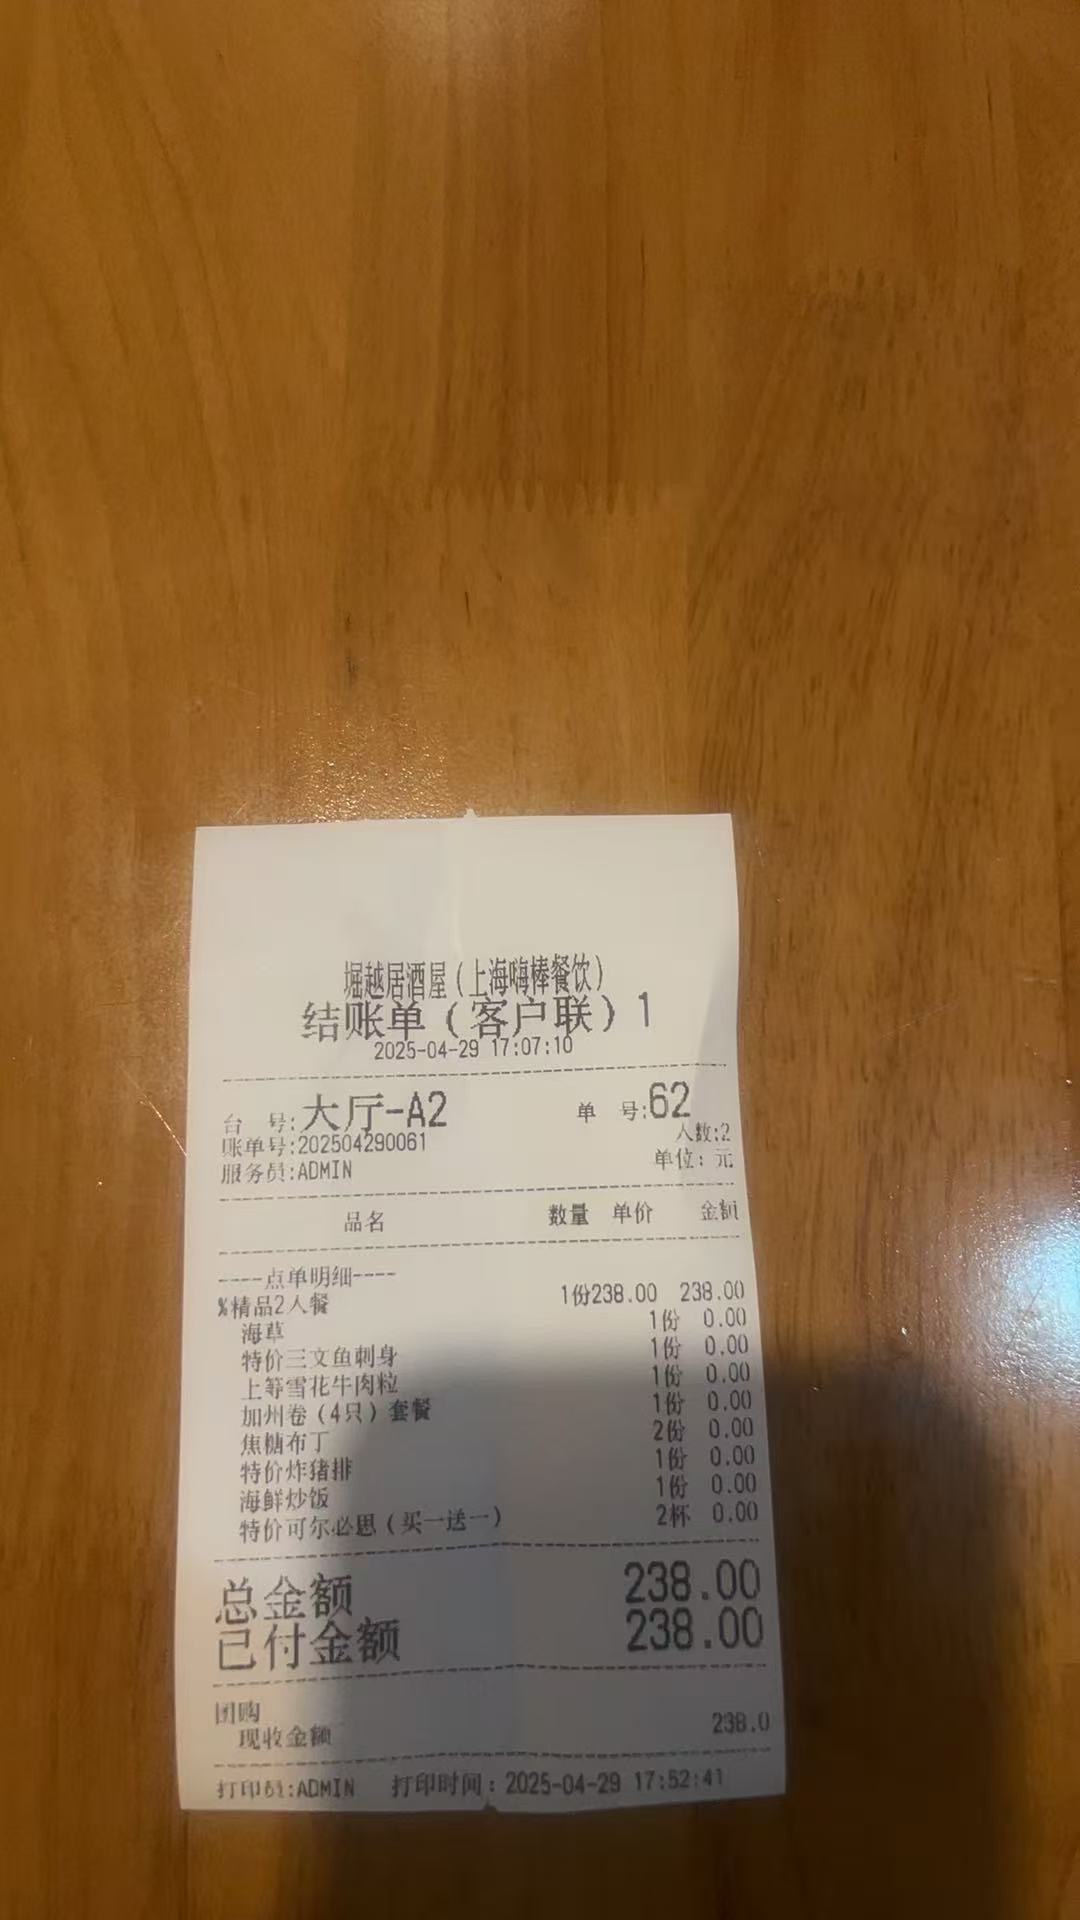 堀越居酒屋(上海嗨棒餐饮)
结账单(客户联)1
2025-04-29 17:07:10
台 号:大厅-A2 单 号:62
账单号:202504290061 人数:2
服务员:ADMIN 单位: 元
品名 数量 单价 金额
----点单明细----
%精品2人餐 1份238.00 238.00
海草 1份 0.00
特价三文鱼刺身 1份 0.00
上等雪花牛肉粒 1份 0.00
加州卷(4只)套餐 1份 0.00
焦糖布丁 2份 0.00
特价炸猪排 1份 0.00
海鲜炒饭 1份 0.00
特价可尔必思(买一送一) 2杯 0.00
总金额 238.00
已付金额 238.00
团购
现收金额 238.0
打印员:ADMIN 打印时间:2025-04-29 17:52:41